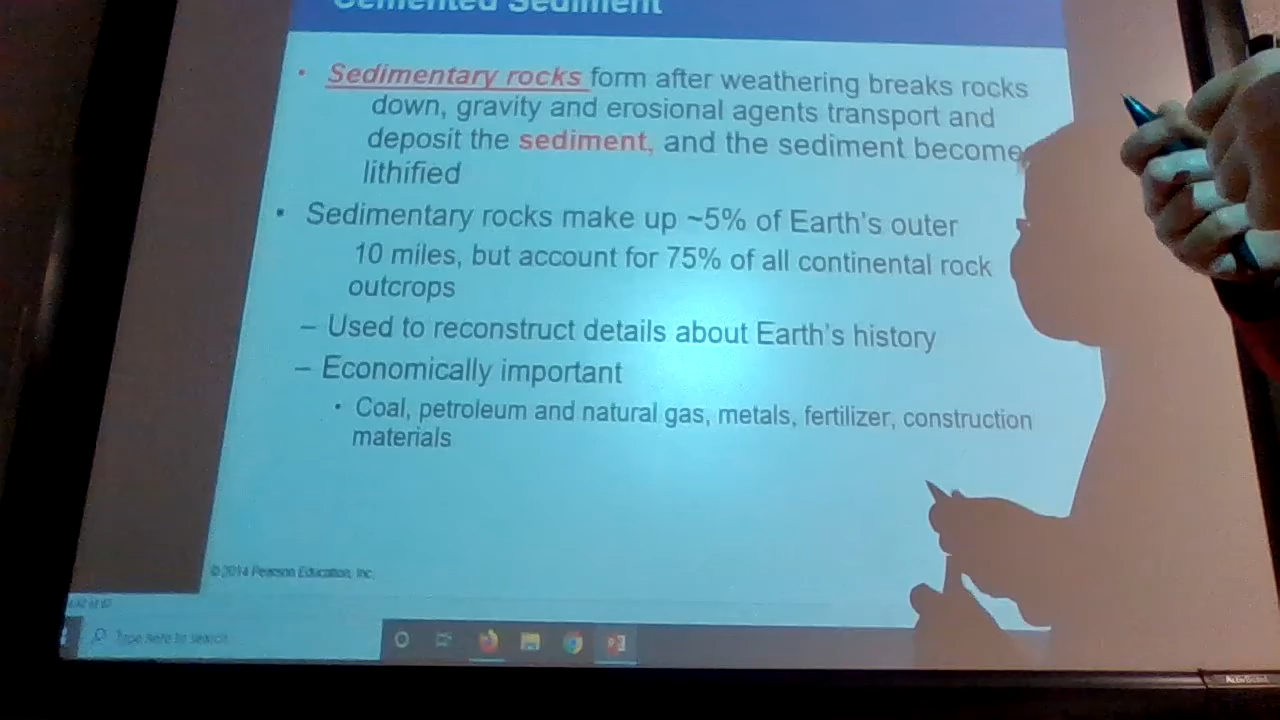 Cemented Sediment
• Sedimentary rocks form after weathering breaks rocks
down, gravity and erosional agents transport and
deposit the sediment, and the sediment become
lithified
• Sedimentary rocks make up ~5% of Earth's outer
10 miles, but account for 75% of all continental rock
outcrops
– Used to reconstruct details about Earth's history
– Economically important
• Coal, petroleum and natural gas, metals, fertilizer, construction
materials
© 2014 Pearson Education, Inc.
Type here to search